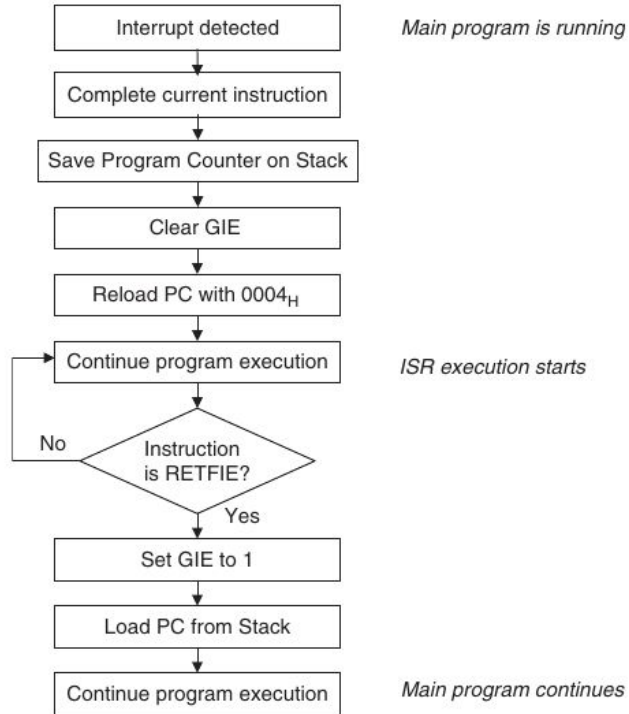 Interrupt detected
Main program is running
Complete current instruction
Save Program Counter on Stack
Clear GIE
Reload PC with 0004H
Continue program execution
ISR execution starts
No
Instruction
is RETFIE?
Yes
Set GIE to 1
Load PC from Stack
Continue program execution
Main program continues